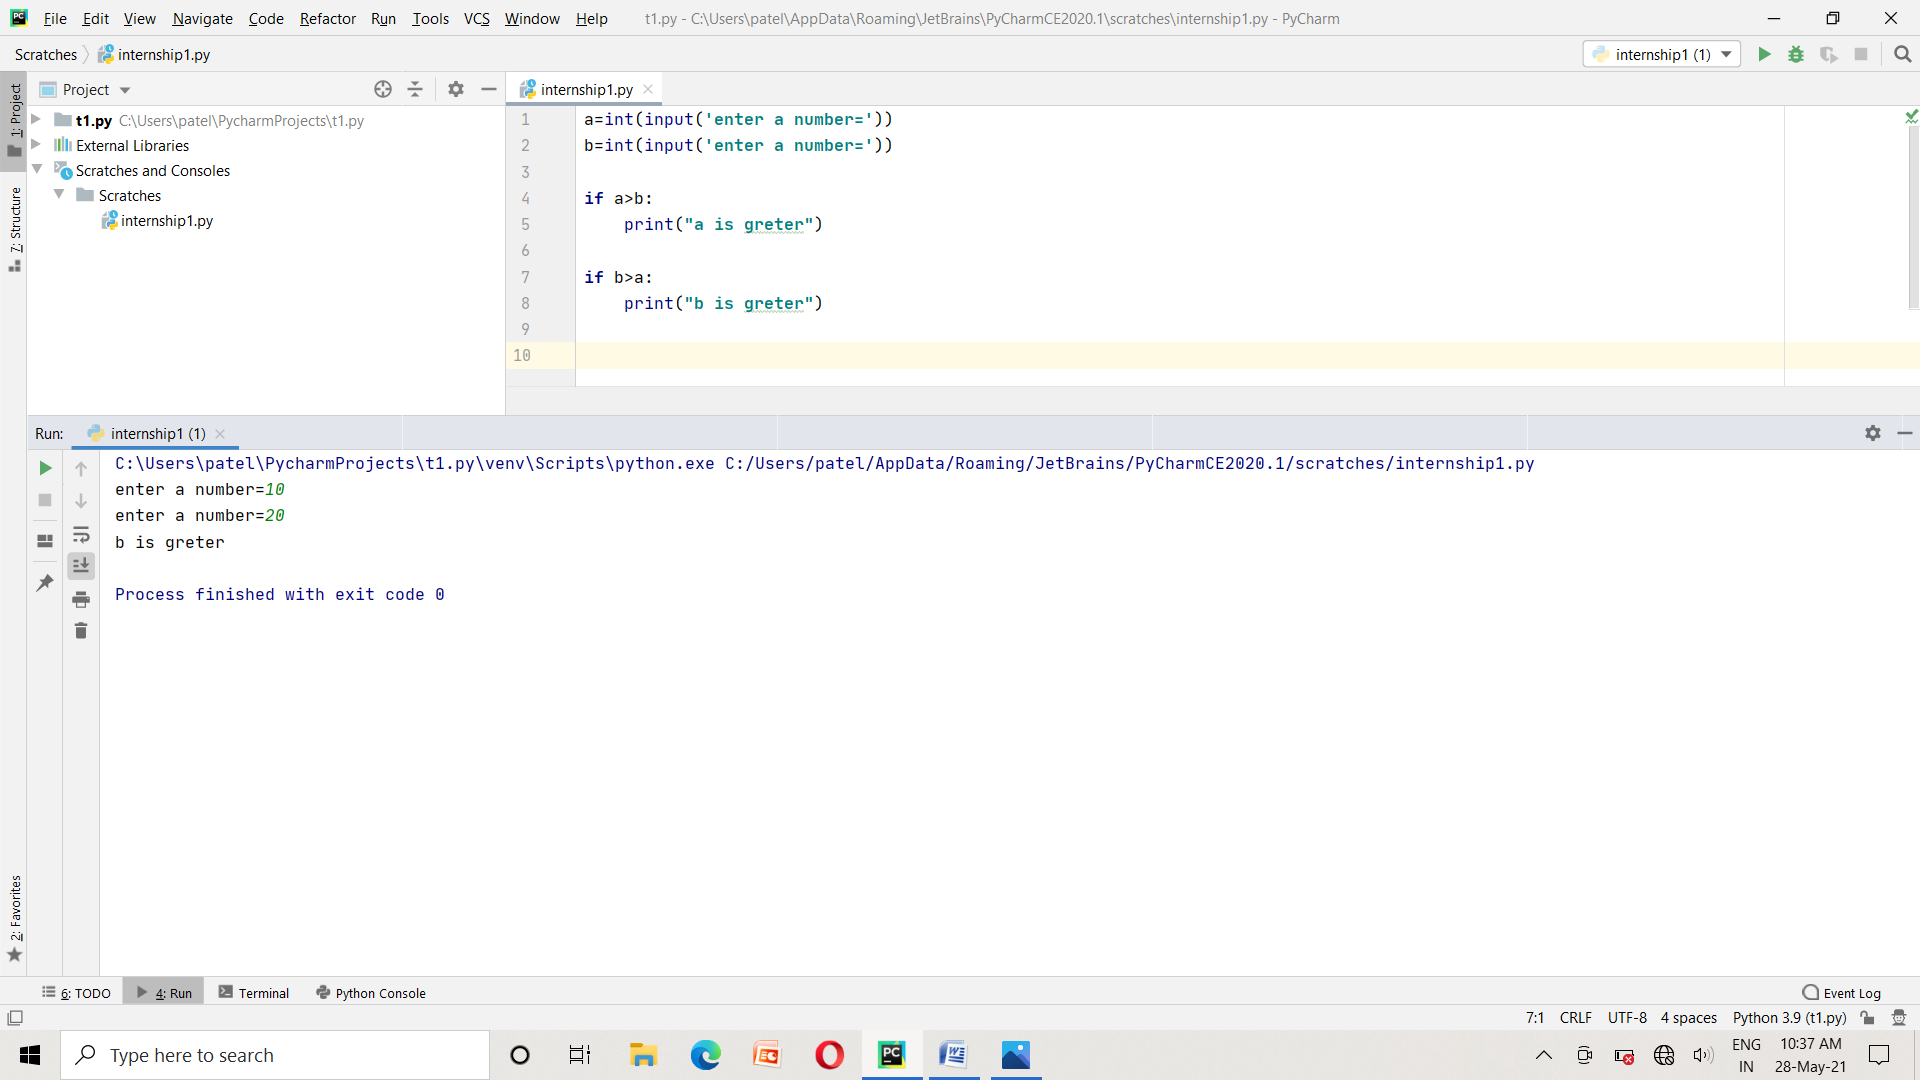 File Edit View Navigate Code Refactor Run Tools VCS Window Help t1.py - C:\Users\patel\AppData\Roaming\JetBrains\PyCharmCE2020.1\scratches\internship1.py - PyCharm
Scratches internship1.py internship1 (1)
1: Project
Project
internship1.py
t1.py C:\Users\patel\PycharmProjects\t1.py
External Libraries
Scratches and Consoles
Scratches
internship1.py
7: Structure
1 a=int(input('enter a number='))
2 b=int(input('enter a number='))
3
4 if a>b:
5 print("a is greter")
6
7 if b>a:
8 print("b is greter")
9
10
Run: internship1 (1)
C:\Users\patel\PycharmProjects\t1.py\venv\Scripts\python.exe C:/Users/patel/AppData/Roaming/JetBrains/PyCharmCE2020.1/scratches/internship1.py
enter a number=10
enter a number=20
b is greter
Process finished with exit code 0
2: Favorites
6: TODO 4: Run Terminal Python Console Event Log
7:1 CRLF UTF-8 4 spaces Python 3.9 (t1.py)
Type here to search
ENG
IN
10:37 AM
28-May-21